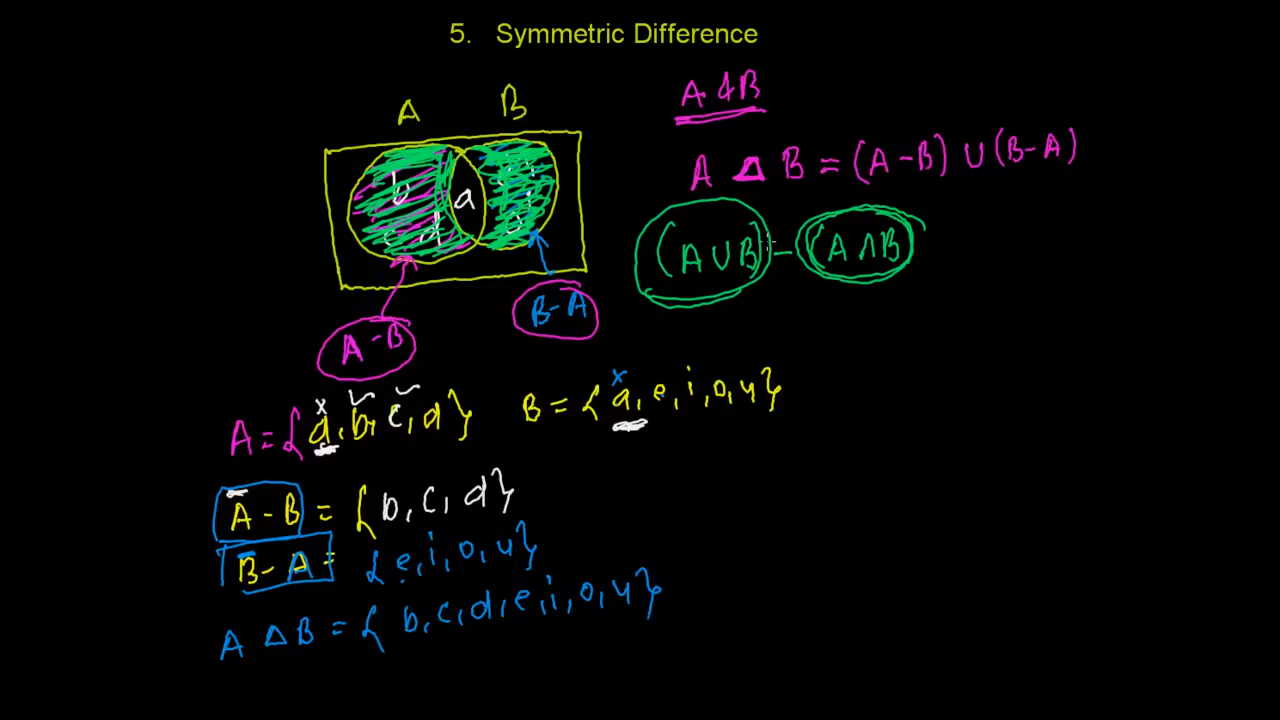 5. Symmetric Difference
A & B
A B
A Δ B = (A - B) ∪ (B - A)
b a
d
(A ∪ B) - (A ∩ B)
A - B
B - A
A = { a, b, c, d } B = { a, e, i, o, u }
A - B = { b, c, d }
B - A = { e, i, o, u }
A Δ B = { b, c, d, e, i, o, u }